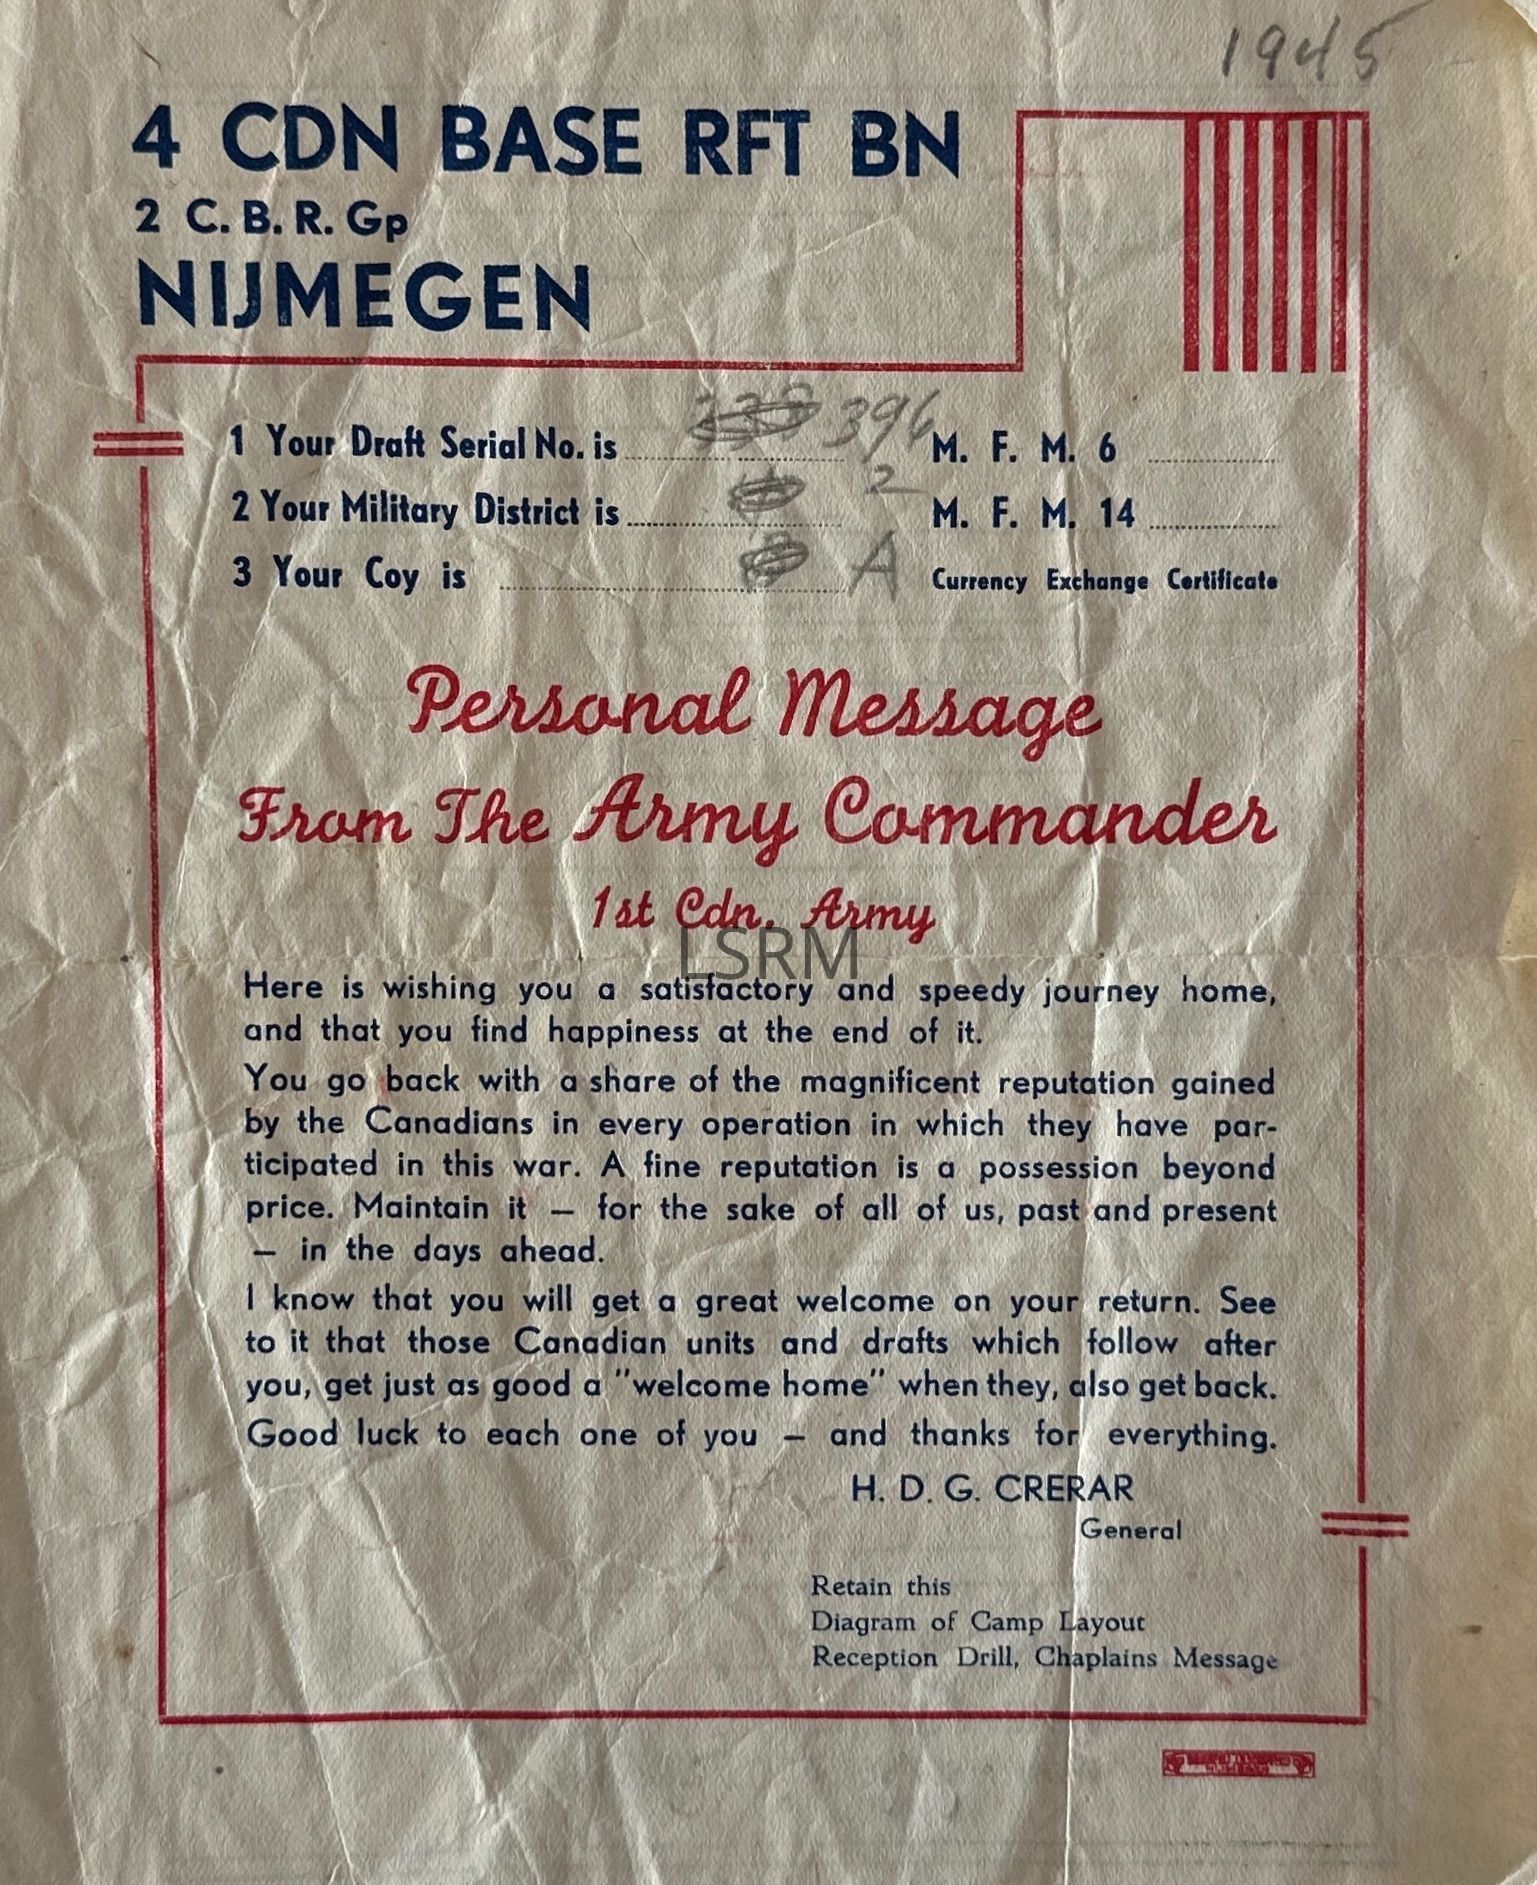 1945
4 CDN BASE RFT BN
2 C. B. R. Gp
NIJMEGEN
1 Your Draft Serial No. is 396 M. F. M. 6
2 Your Military District is 2 M. F. M. 14
3 Your Coy is A Currency Exchange Certificate
Personal Message
From The Army Commander
1st Cdn. Army
LSRM
Here is wishing you a satisfactory and speedy journey home,
and that you find happiness at the end of it.
You go back with a share of the magnificent reputation gained
by the Canadians in every operation in which they have par-
ticipated in this war. A fine reputation is a possession beyond
price. Maintain it – for the sake of all of us, past and present
– in the days ahead.
I know that you will get a great welcome on your return. See
to it that those Canadian units and drafts which follow after
you, get just as good a "welcome home" when they, also get back.
Good luck to each one of you – and thanks for everything.
H. D. G. CRERAR
General
Retain this
Diagram of Camp Layout
Reception Drill, Chaplains Message